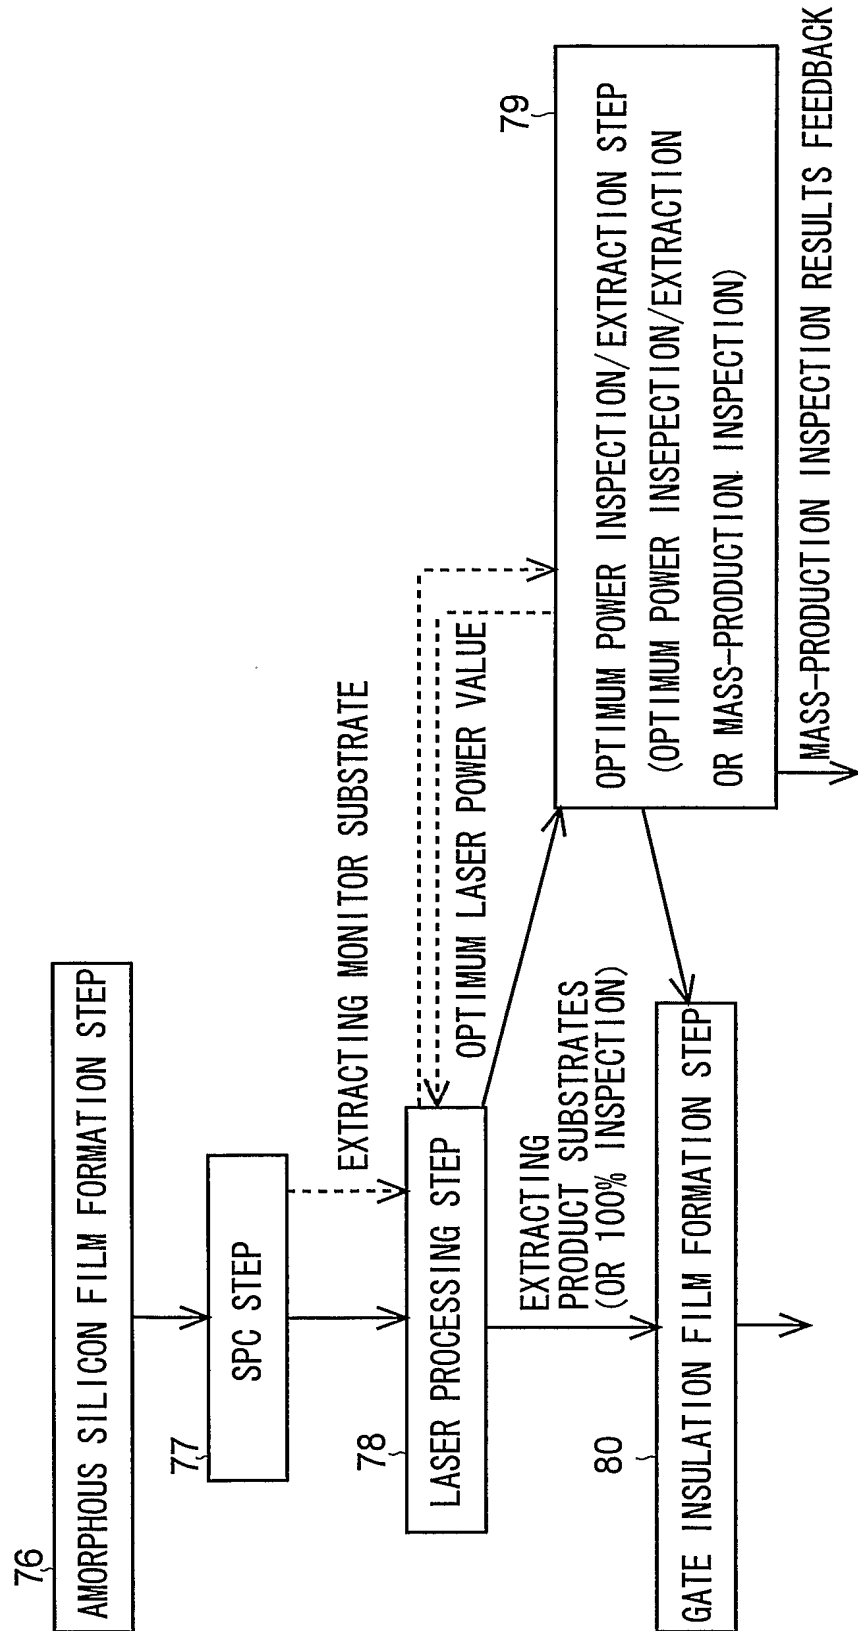 76
AMORPHOUS SILICON FILM FORMATION STEP
77
SPC STEP
EXTRACTING MONITOR SUBSTRATE
78
LASER PROCESSING STEP
OPTIMUM LASER POWER VALUE
79
OPTIMUM POWER INSPECTION/EXTRACTION STEP
(OPTIMUM POWER INSEPECTION/EXTRACTION
OR MASS-PRODUCTION INSPECTION)
EXTRACTING
PRODUCT SUBSTRATES
(OR 100% INSPECTION)
80
GATE INSULATION FILM FORMATION STEP
MASS-PRODUCTION INSPECTION RESULTS FEEDBACK